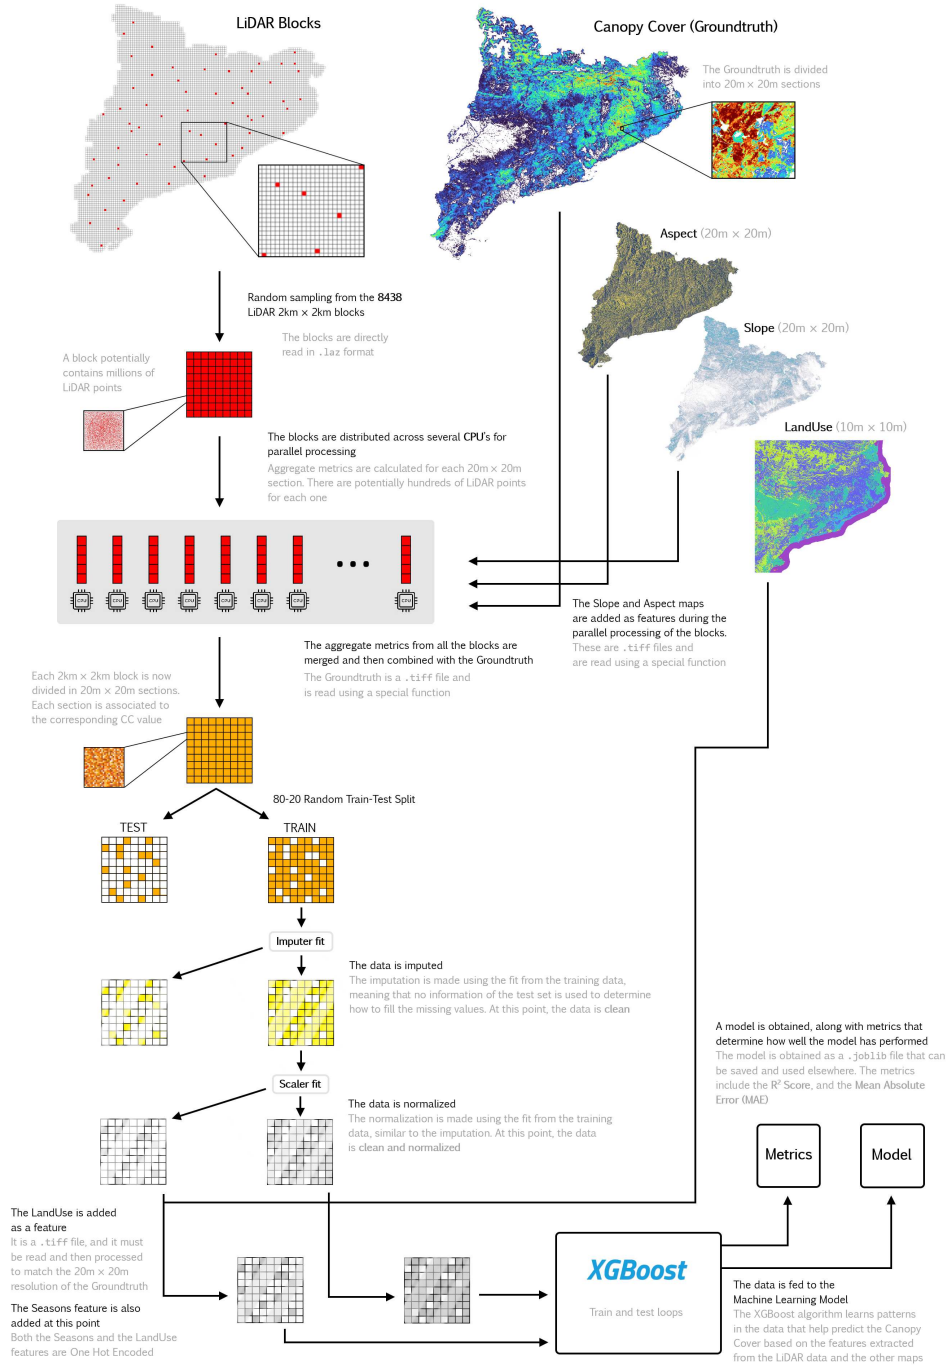 LiDAR Blocks
Canopy Cover (Groundtruth)
The Groundtruth is divided
into 20m × 20m sections
Aspect (20m × 20m)
Slope (20m × 20m)
LandUse (10m × 10m)
Random sampling from the 8438
LiDAR 2km × 2km blocks
The blocks are directly
read in .laz format
A block potentially
contains millions of
LiDAR points
The blocks are distributed across several CPU's for
parallel processing
Aggregate metrics are calculated for each 20m × 20m
section. There are potentially hundreds of LiDAR points
for each one
CPU CPU CPU CPU CPU CPU CPU
The Slope and Aspect maps
are added as features during the
parallel processing of the blocks.
These are .tiff files and
are read using a special function
The aggregate metrics from all the blocks are
merged and then combined with the Groundtruth
The Groundtruth is a .tiff file and
is read using a special function
Each 2km × 2km block is now
divided in 20m × 20m sections.
Each section is associated to
the corresponding CC value
80-20 Random Train-Test Split
TEST
TRAIN
Imputer fit
The data is imputed
The imputation is made using the fit from the training data,
meaning that no information of the test set is used to determine
how to fill the missing values. At this point, the data is clean
Scaler fit
The data is normalized
The normalization is made using the fit from the training
data, similar to the imputation. At this point, the data
is clean and normalized
A model is obtained, along with metrics that
determine how well the model has performed
The model is obtained as a .joblib file that can
be saved and used elsewhere. The metrics
include the R² Score, and the Mean Absolute
Error (MAE)
Metrics
Model
The LandUse is added
as a feature
It is a .tiff file, and it must
be read and then processed
to match the 20m × 20m
resolution of the Groundtruth
The Seasons feature is also
added at this point
Both the Seasons and the LandUse
features are One Hot Encoded
XGBoost
Train and test loops
The data is fed to the
Machine Learning Model
The XGBoost algorithm learns patterns
in the data that help predict the Canopy
Cover based on the features extracted
from the LiDAR data and the other maps